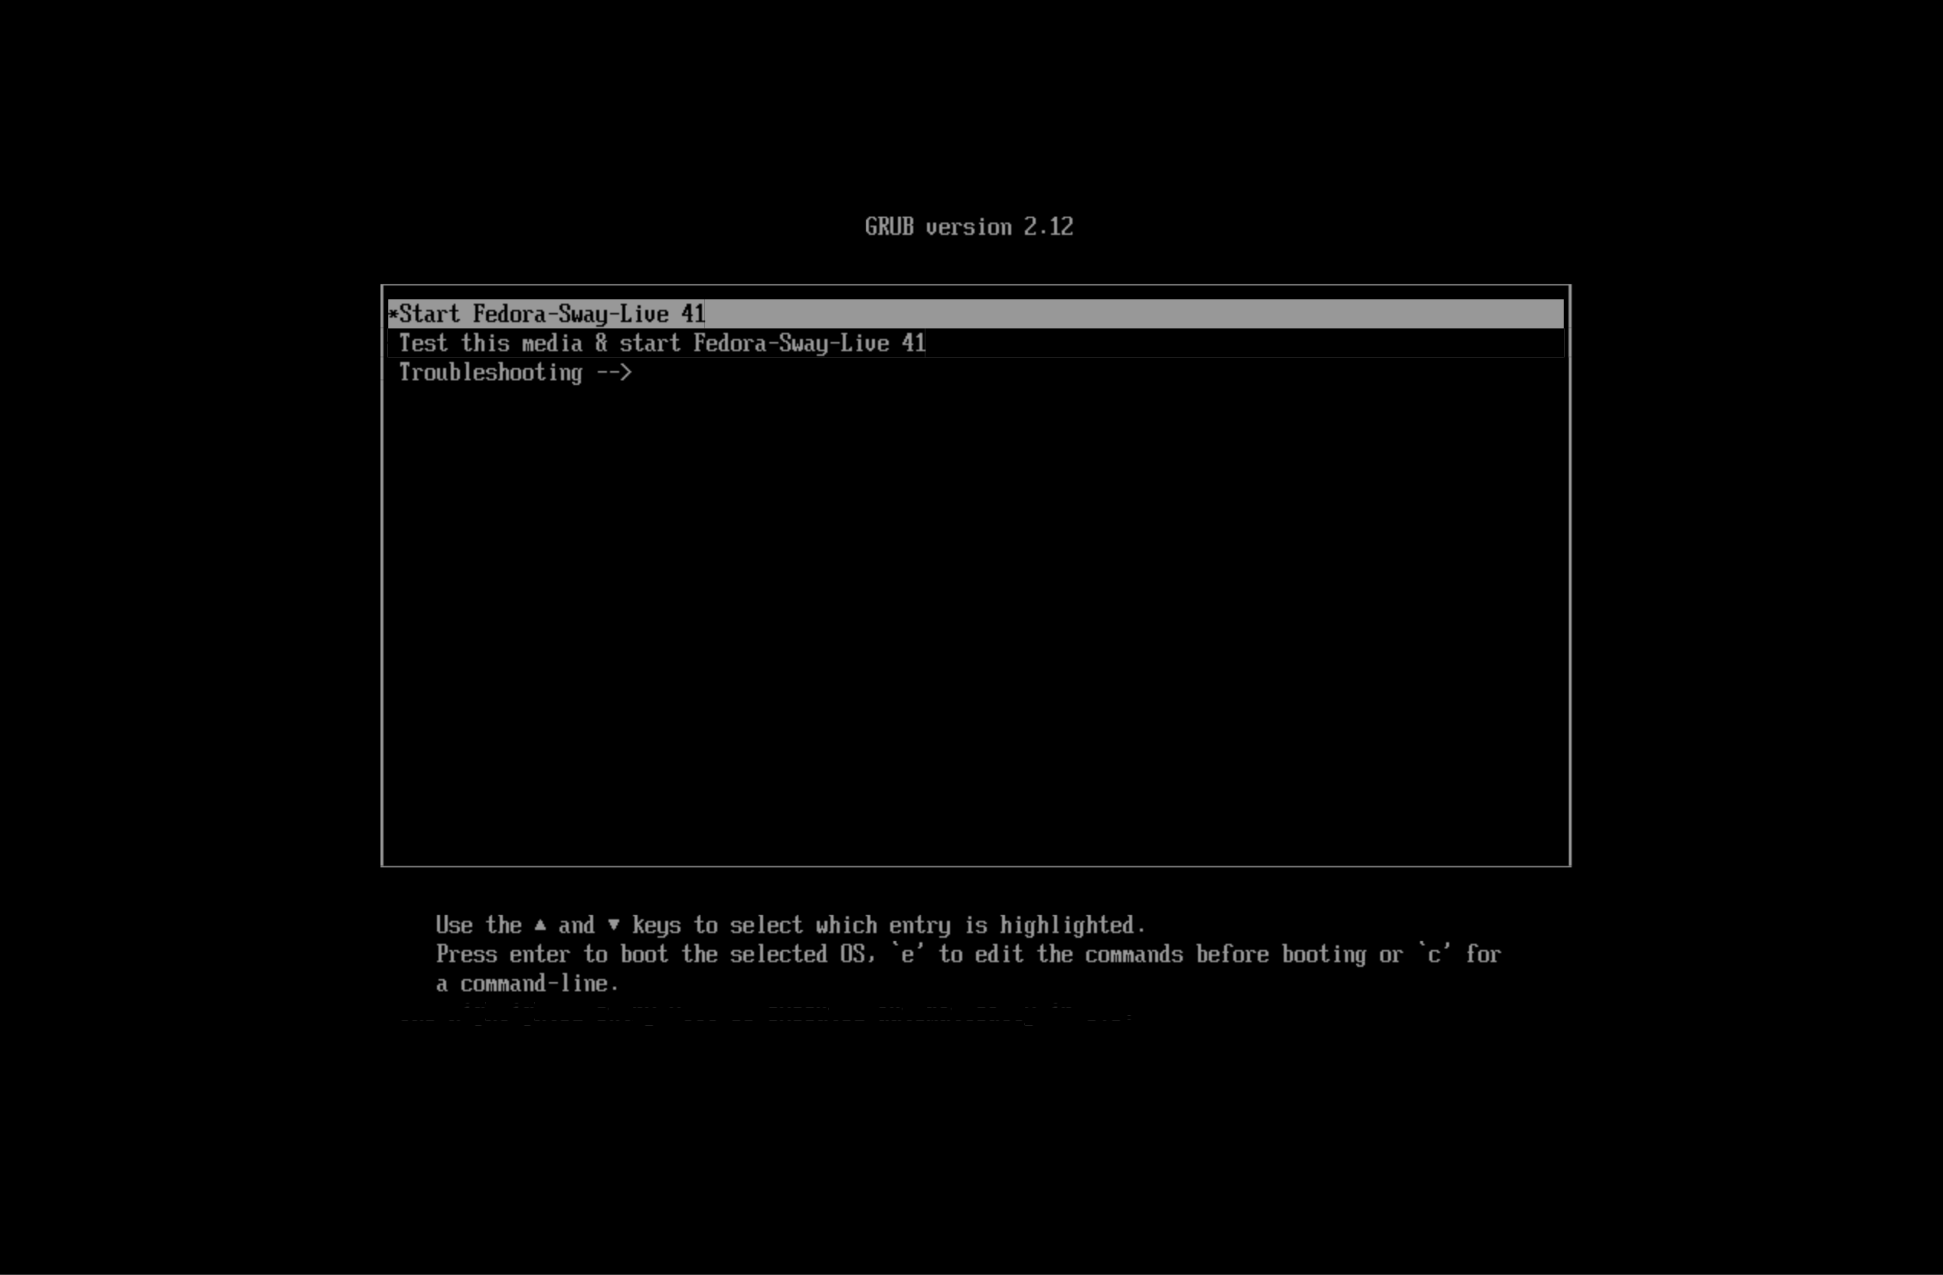 GRUB version 2.12
*Start Fedora-Sway-Live 41
Test this media & start Fedora-Sway-Live 41
Troubleshooting -->
Use the ▲ and ▼ keys to select which entry is highlighted.
Press enter to boot the selected OS, `e' to edit the commands before booting or `c' for
a command-line.